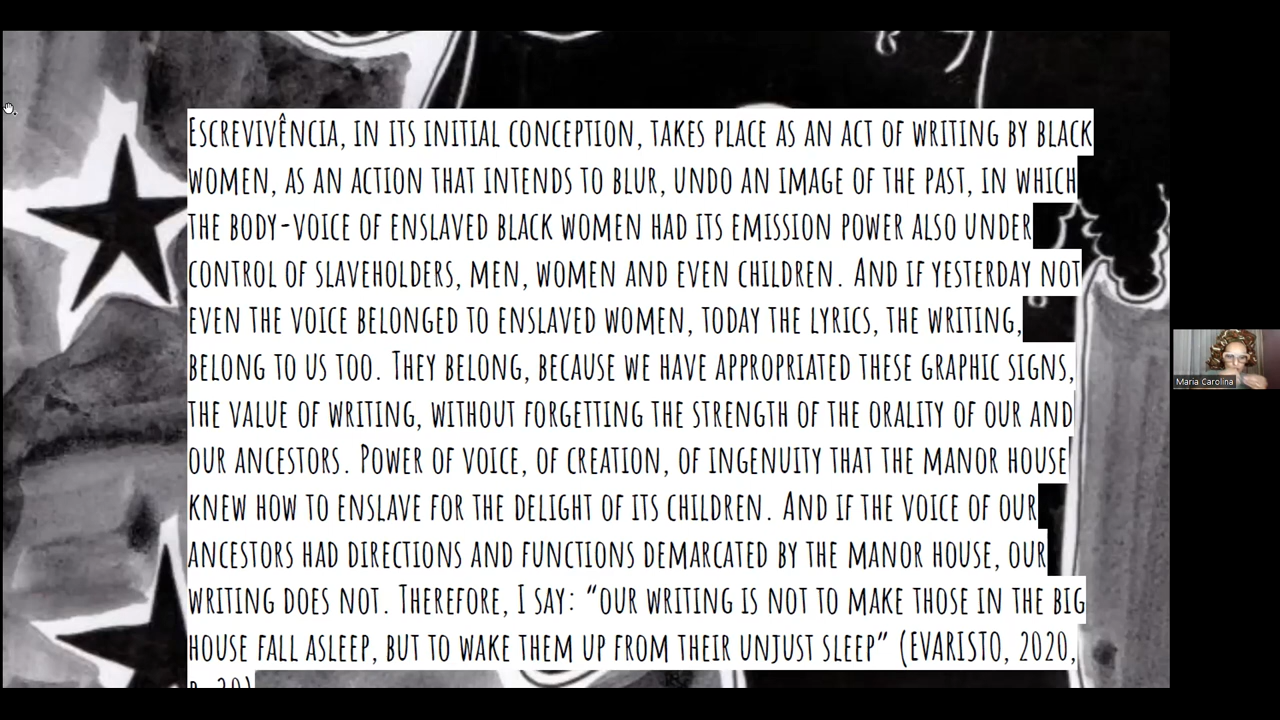 Escrevivência, in its initial conception, takes place as an act of writing by black
women, as an action that intends to blur, undo an image of the past, in which
the body-voice of enslaved black women had its emission power also under
control of slaveholders, men, women and even children. And if yesterday not
even the voice belonged to enslaved women, today the lyrics, the writing,
belong to us too. They belong, because we have appropriated these graphic signs,
the value of writing, without forgetting the strength of the orality of our and
our ancestors. Power of voice, of creation, of ingenuity that the manor house
knew how to enslave for the delight of its children. And if the voice of our
ancestors had directions and functions demarcated by the manor house, our
writing does not. Therefore, I say: “our writing is not to make those in the big
house fall asleep, but to wake them up from their unjust sleep” (EVARISTO, 2020,
Maria Carolina